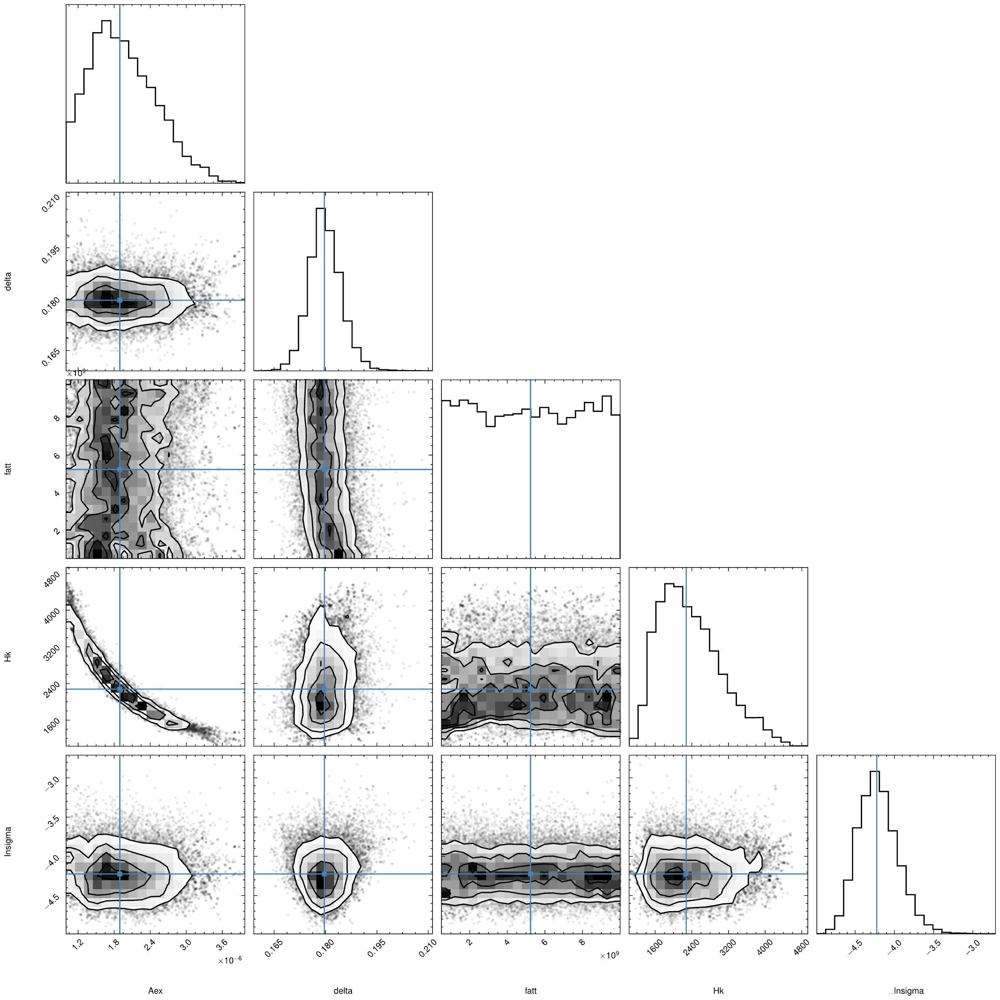 0.210
0.195
0.180
0.165
delta
×10⁹
8
6
4
2
fatt
4800
4000
3200
2400
1600
Hk
−3.0
−3.5
−4.0
−4.5
lnsigma
1.2 1.8 2.4 3.0 3.6
×10⁻⁶
0.165 0.180 0.195 0.210
2 4 6 8
×10⁹
1600 2400 3200 4000 4800
−4.5 −4.0 −3.5 −3.0
Aex delta fatt Hk lnsigma